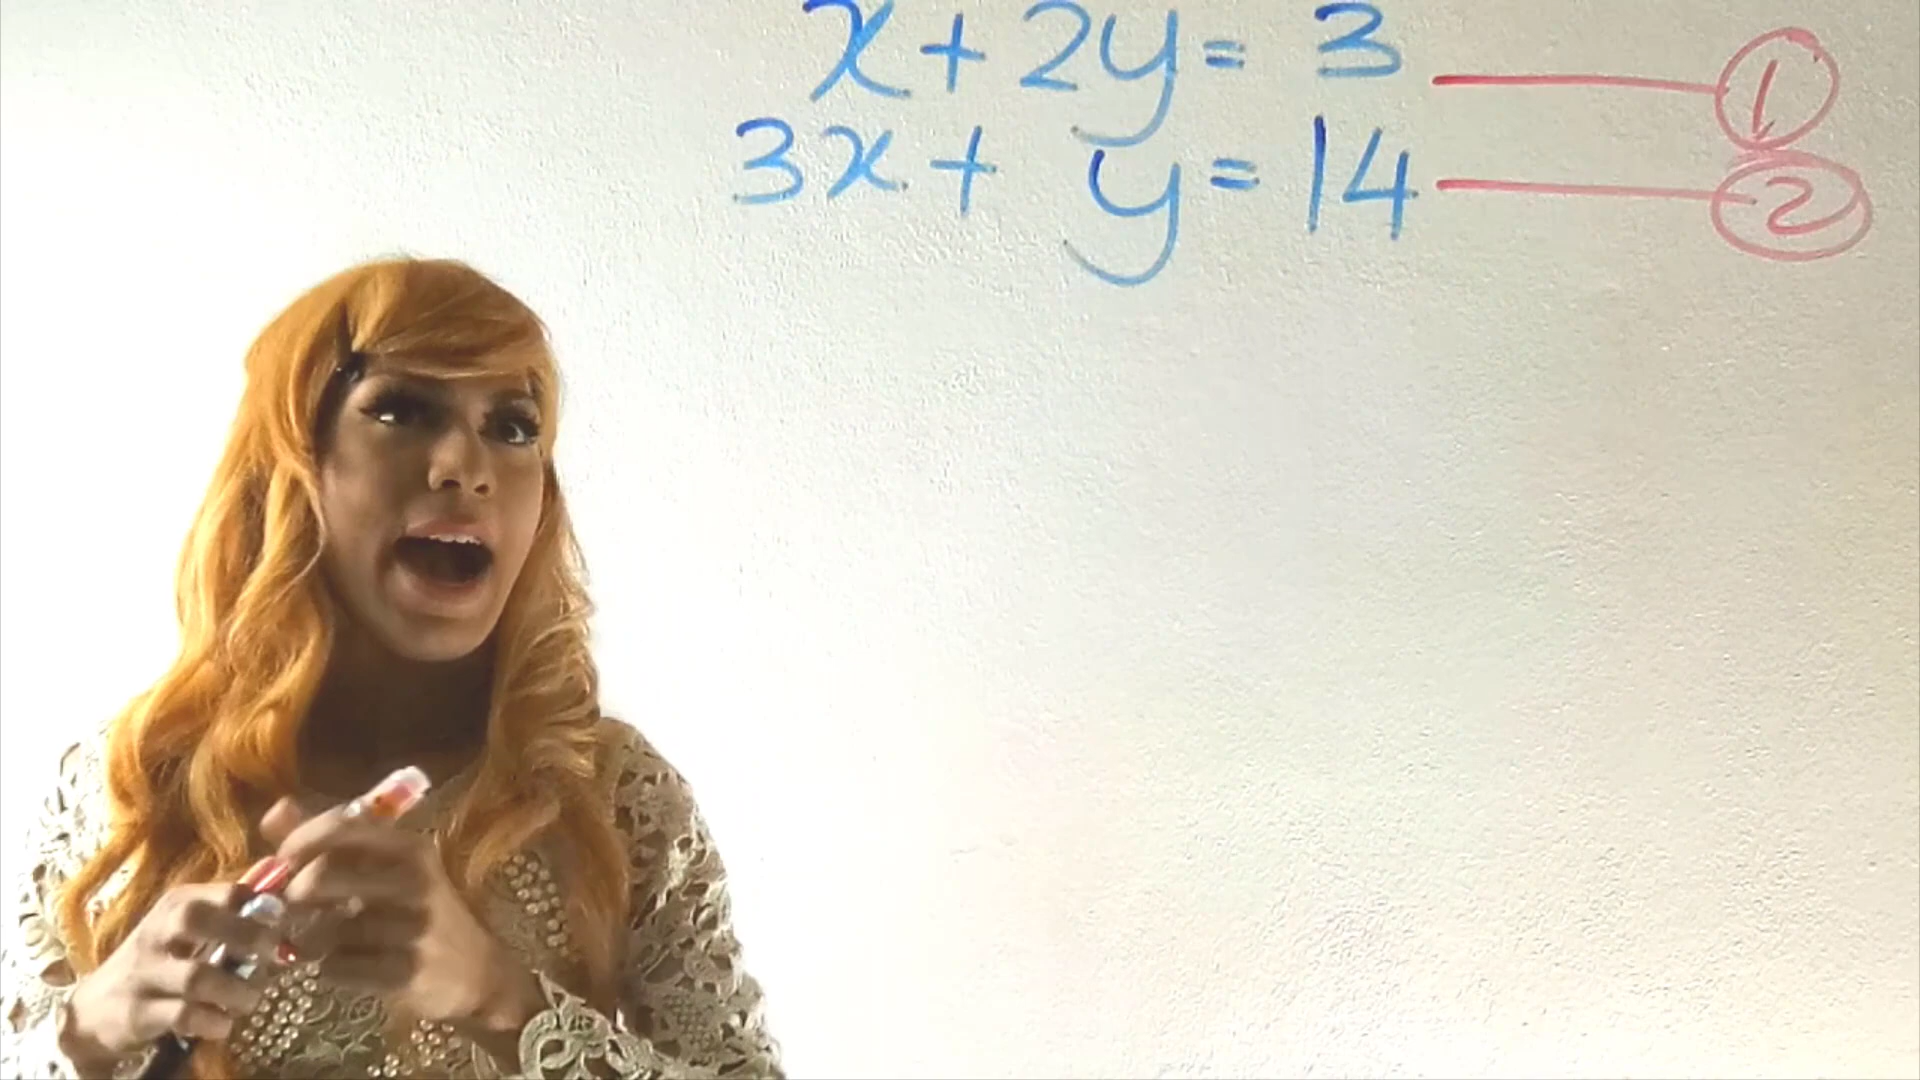 x + 2y = 3 ——— ①
3x + y = 14 ——— ②